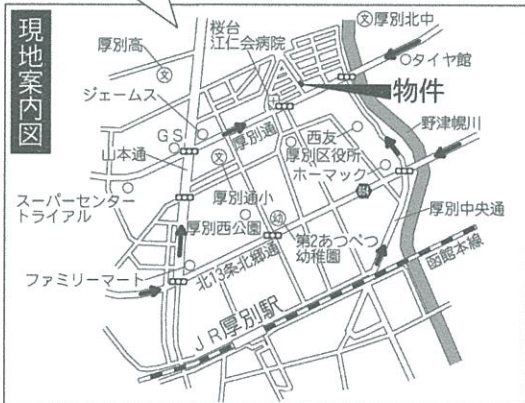 現地案内図
桜台
江仁会病院
文厚別北中
厚別高
文
タイヤ館
ジェームス
物件
GS
厚別通
西友
野津幌川
山本通
文
厚別区役所
ホーマック
スーパーセンター
トライアル
厚別通小
厚別西公園
幼
厚別中央通
第2あつべつ
幼稚園
ファミリーマート
北13条北郷通
函館本線
JR厚別駅